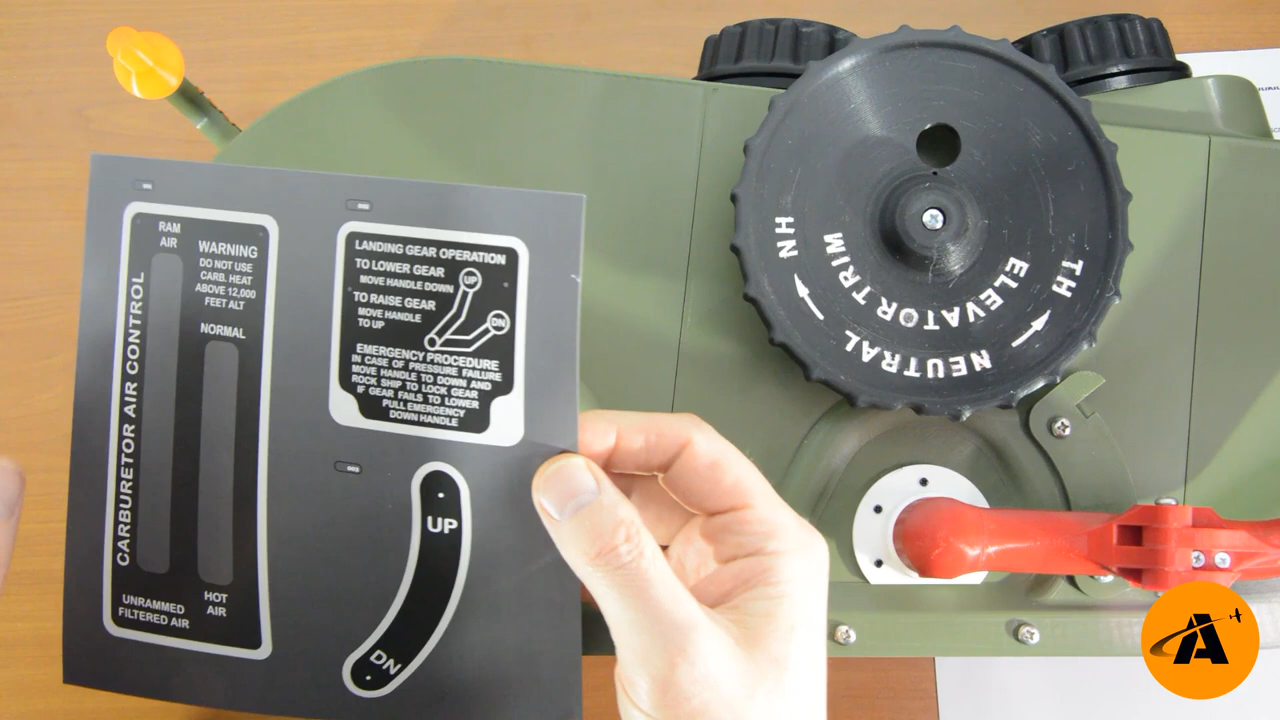 RAM
AIR
WARNING
DO NOT USE
CARB. HEAT
ABOVE 12,000
FEET ALT
NORMAL
CARBURETOR AIR CONTROL
UNRAMMED
FILTERED AIR
HOT
AIR
LANDING GEAR OPERATION
TO LOWER GEAR
MOVE HANDLE DOWN
UP
TO RAISE GEAR
MOVE HANDLE
TO UP
DN
EMERGENCY PROCEDURE
IN CASE OF PRESSURE FAILURE
MOVE HANDLE TO DOWN AND
ROCK SHIP TO LOCK GEAR
IF GEAR FAILS TO LOWER
PULL EMERGENCY
DOWN HANDLE
UP
DN
NH
TH
ELEVATOR TRIM
NEUTRAL
A